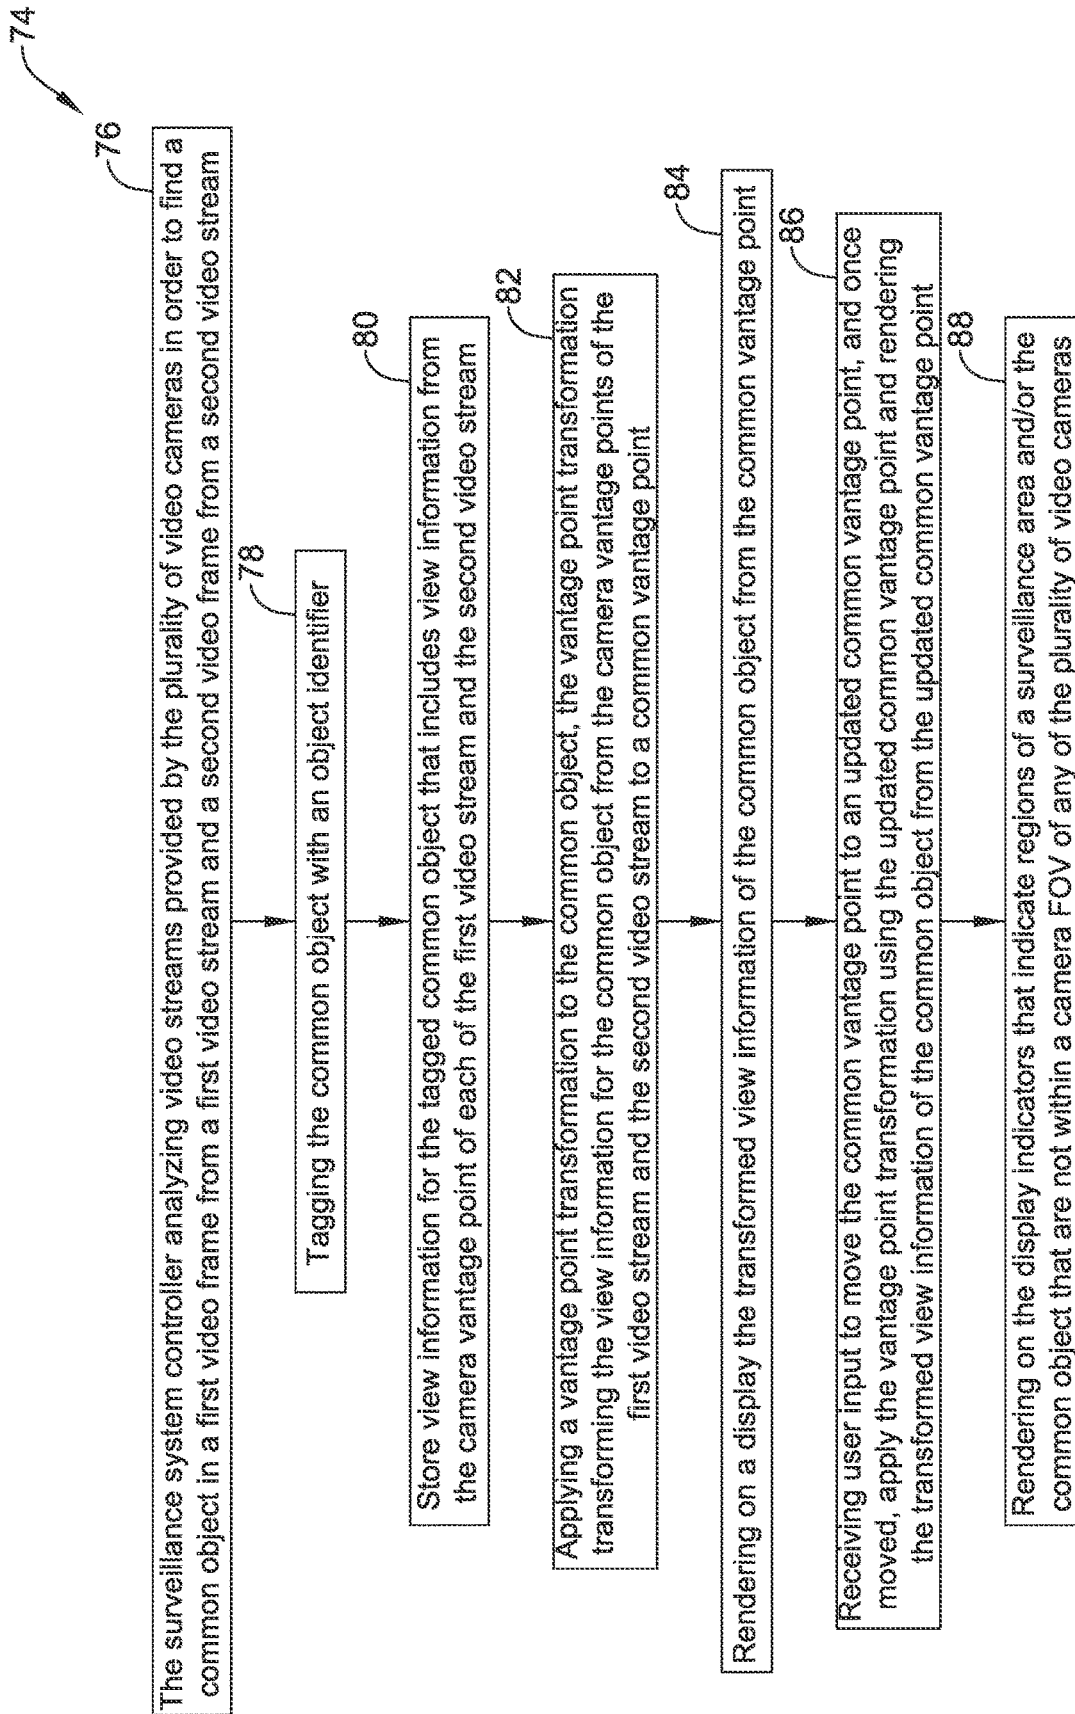 74
76
The surveillance system controller analyzing video streams provided by the plurality of video cameras in order to find a
common object in a first video frame from a first video stream and a second video frame from a second video stream
78
Tagging the common object with an object identifier
80
Store view information for the tagged common object that includes view information from
the camera vantage point of each of the first video stream and the second video stream
82
Applying a vantage point transformation to the common object, the vantage point transformation
transforming the view information for the common object from the camera vantage points of the
first video stream and the second video stream to a common vantage point
84
Rendering on a display the transformed view information of the common object from the common vantage point
86
Receiving user input to move the common vantage point to an updated common vantage point, and once
moved, apply the vantage point transformation using the updated common vantage point and rendering
the transformed view information of the common object from the updated common vantage point
88
Rendering on the display indicators that indicate regions of a surveillance area and/or the
common object that are not within a camera FOV of any of the plurality of video cameras